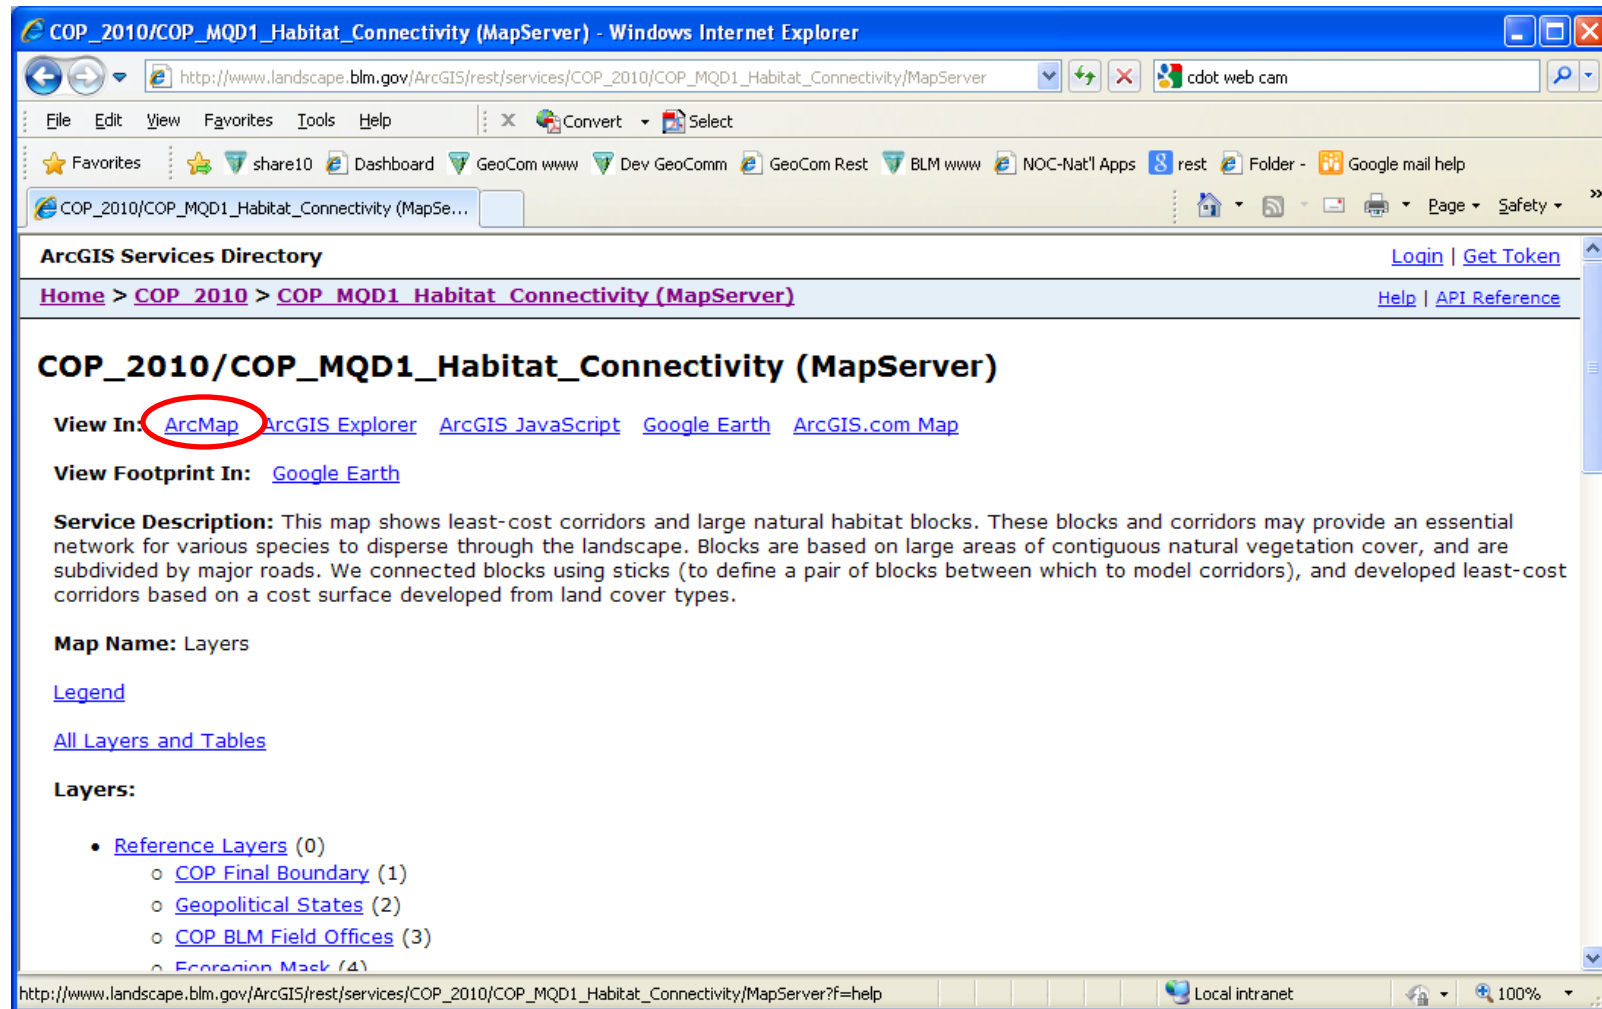 COP_2010/COP_MQD1_Habitat_Connectivity (MapServer) - Windows Internet Explorer
http://www.landscape.blm.gov/ArcGIS/rest/services/COP_2010/COP_MQD1_Habitat_Connectivity/MapServer cdot web cam
File Edit View Favorites Tools Help X Convert Select
Favorites share10 Dashboard GeoCom www Dev GeoComm GeoCom Rest BLM www NOC-Nat'l Apps rest Folder - Google mail help
COP_2010/COP_MQD1_Habitat_Connectivity (MapSe... Page Safety »
ArcGIS Services Directory Login | Get Token
Home > COP_2010 > COP_MQD1_Habitat_Connectivity (MapServer) Help | API Reference
COP_2010/COP_MQD1_Habitat_Connectivity (MapServer)
View In: ArcMap ArcGIS Explorer ArcGIS JavaScript Google Earth ArcGIS.com Map
View Footprint In: Google Earth
Service Description: This map shows least-cost corridors and large natural habitat blocks. These blocks and corridors may provide an essential
network for various species to disperse through the landscape. Blocks are based on large areas of contiguous natural vegetation cover, and are
subdivided by major roads. We connected blocks using sticks (to define a pair of blocks between which to model corridors), and developed least-cost
corridors based on a cost surface developed from land cover types.
Map Name: Layers
Legend
All Layers and Tables
Layers:
• Reference Layers (0)
o COP Final Boundary (1)
o Geopolitical States (2)
o COP BLM Field Offices (3)
o Ecoregion Mask (4)
http://www.landscape.blm.gov/ArcGIS/rest/services/COP_2010/COP_MQD1_Habitat_Connectivity/MapServer?f=help Local intranet 100%